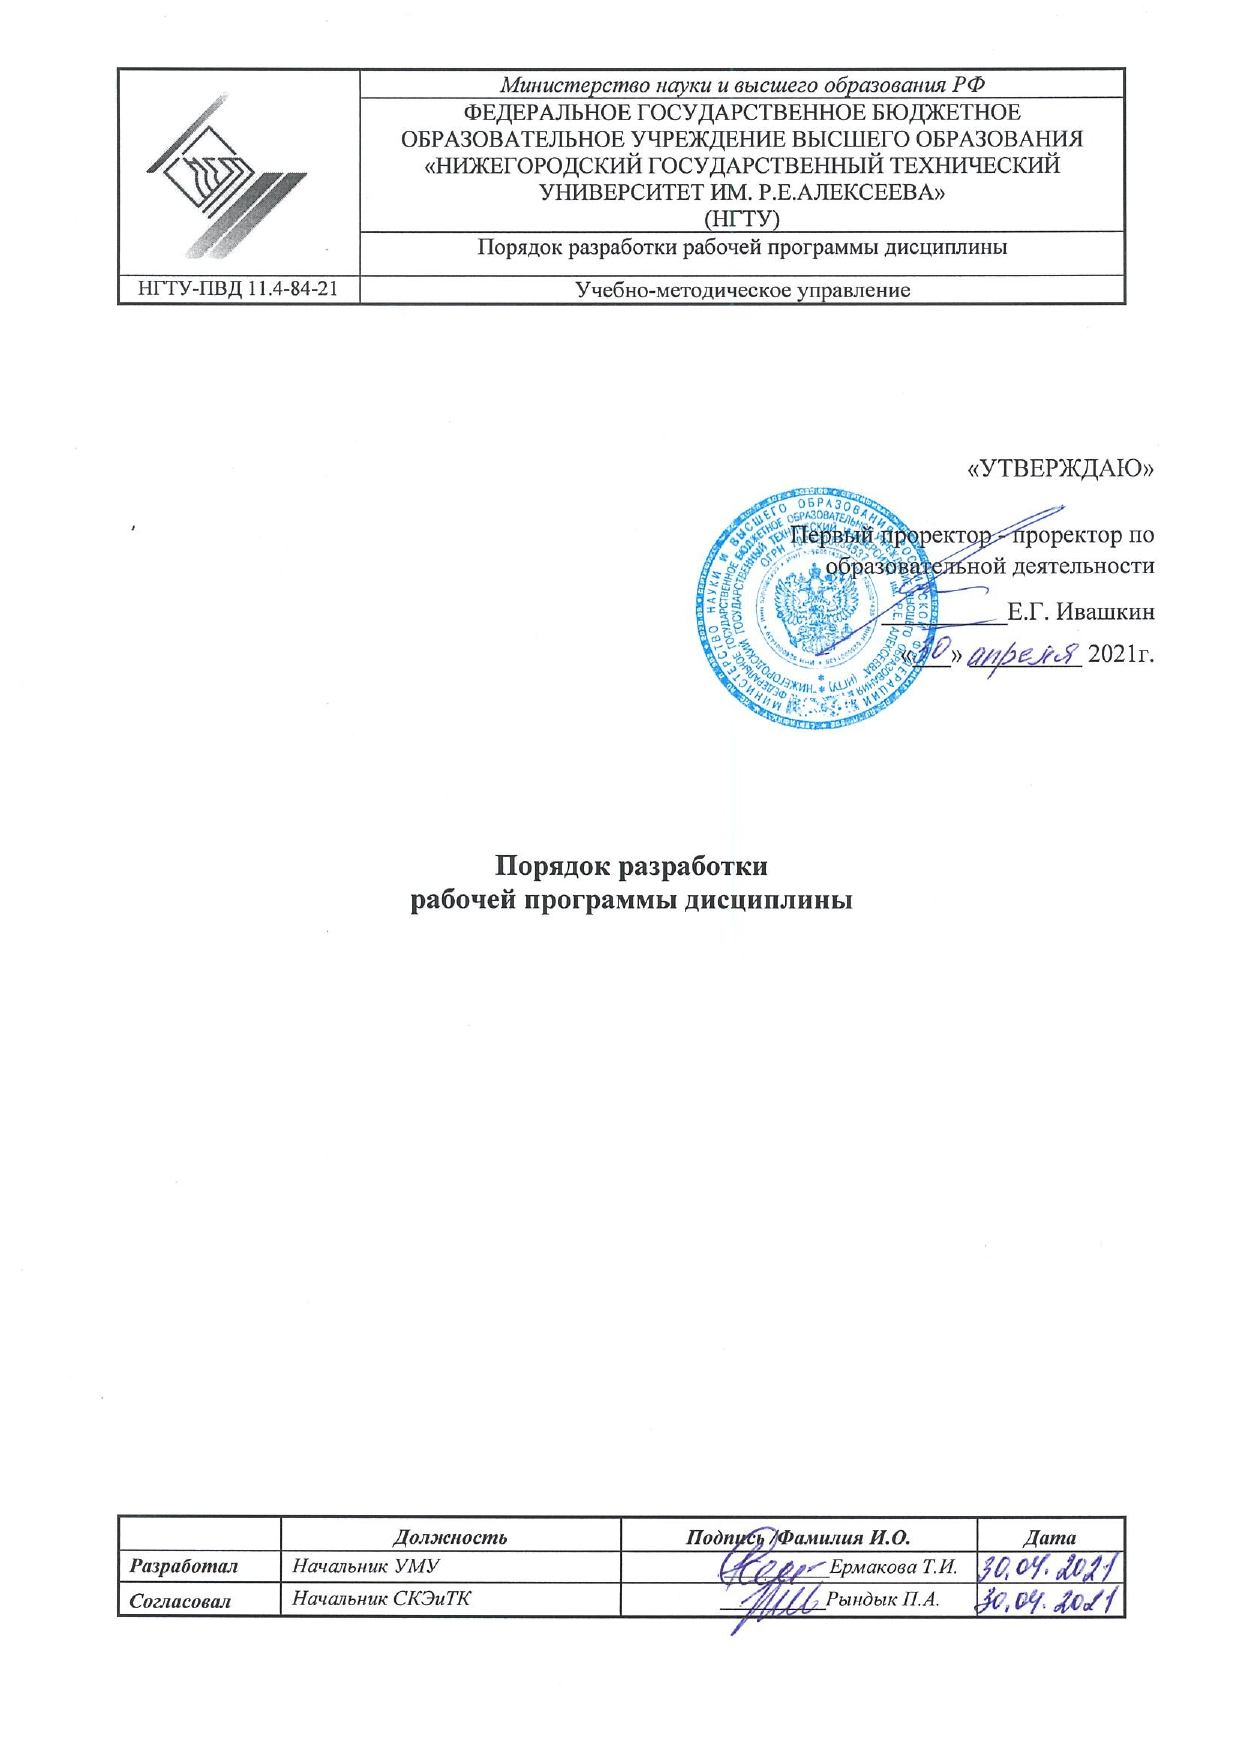 Министерство науки и высшего образования РФ
ФЕДЕРАЛЬНОЕ ГОСУДАРСТВЕННОЕ БЮДЖЕТНОЕ
ОБРАЗОВАТЕЛЬНОЕ УЧРЕЖДЕНИЕ ВЫСШЕГО ОБРАЗОВАНИЯ
«НИЖЕГОРОДСКИЙ ГОСУДАРСТВЕННЫЙ ТЕХНИЧЕСКИЙ
УНИВЕРСИТЕТ ИМ. Р.Е.АЛЕКСЕЕВА»
(НГТУ)
Порядок разработки рабочей программы дисциплины
НГТУ-ПВД 11.4-84-21 Учебно-методическое управление
«УТВЕРЖДАЮ»
Первый проректор - проректор по
образовательной деятельности
Е.Г. Ивашкин
«30» апреля 2021г.
Порядок разработки
рабочей программы дисциплины
Должность Подпись /Фамилия И.О. Дата
Разработал Начальник УМУ Ермакова Т.И. 30.04.2021
Согласовал Начальник СКЭиТК Рындык П.А. 30.04.2021